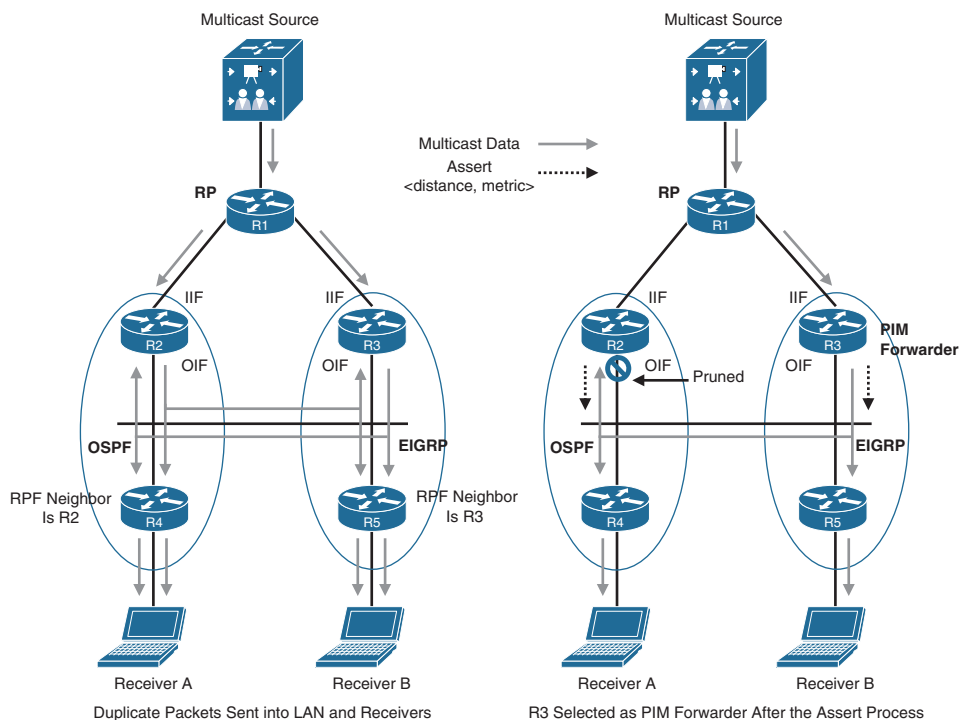 Multicast Source
RP
R1
IIF
IIF
R2
R3
OIF
OIF
OSPF
EIGRP
RPF Neighbor
Is R2
RPF Neighbor
Is R3
R4
R5
Receiver A
Receiver B
Duplicate Packets Sent into LAN and Receivers
Multicast Data
Assert
<distance, metric>
Multicast Source
RP
R1
IIF
IIF
R2
R3
PIM
Forwarder
OIF
OIF
Pruned
OSPF
EIGRP
R4
R5
Receiver A
Receiver B
R3 Selected as PIM Forwarder After the Assert Process